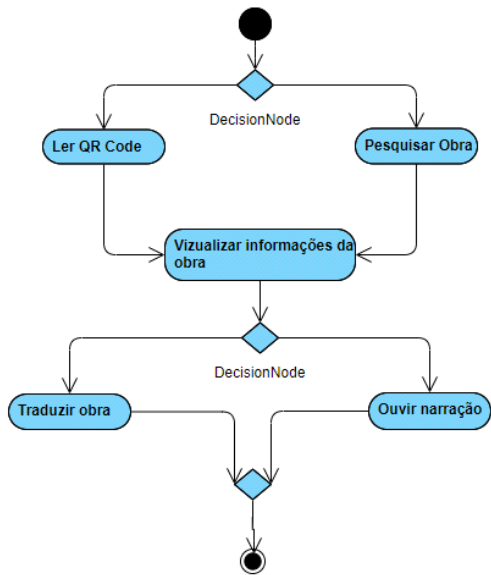 DecisionNode
Ler QR Code
Pesquisar Obra
Vizualizar informações da
obra
DecisionNode
Traduzir obra
Ouvir narração